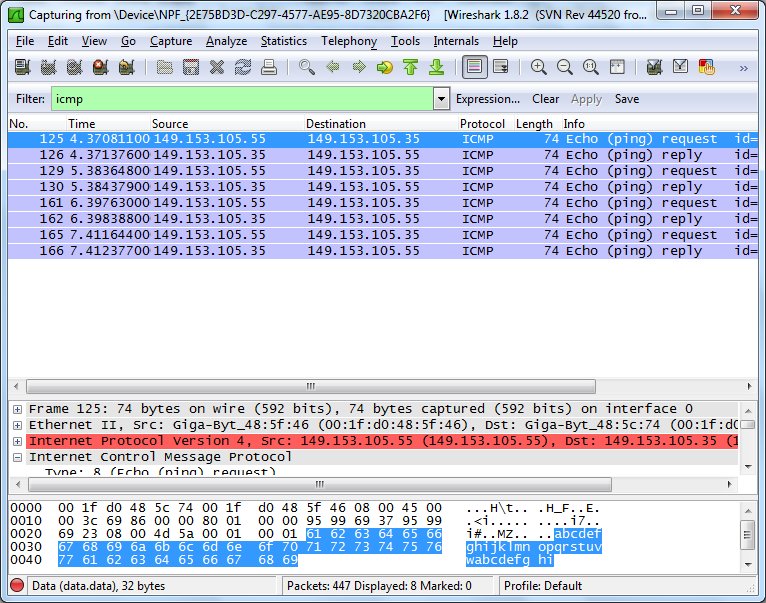 Capturing from \Device\NPF_{2E75BD3D-C297-4577-AE95-8D7320CBA2F6} [Wireshark 1.8.2 (SVN Rev 44520 fro...
File Edit View Go Capture Analyze Statistics Telephony Tools Internals Help
Filter: icmp Expression... Clear Apply Save
No. Time Source Destination Protocol Length Info
125 4.37081100 149.153.105.55 149.153.105.35 ICMP 74 Echo (ping) request id=
126 4.37137600 149.153.105.35 149.153.105.55 ICMP 74 Echo (ping) reply id=
129 5.38364800 149.153.105.55 149.153.105.35 ICMP 74 Echo (ping) request id=
130 5.38437900 149.153.105.35 149.153.105.55 ICMP 74 Echo (ping) reply id=
161 6.39763000 149.153.105.55 149.153.105.35 ICMP 74 Echo (ping) request id=
162 6.39838800 149.153.105.35 149.153.105.55 ICMP 74 Echo (ping) reply id=
165 7.41164400 149.153.105.55 149.153.105.35 ICMP 74 Echo (ping) request id=
166 7.41237700 149.153.105.35 149.153.105.55 ICMP 74 Echo (ping) reply id=
Frame 125: 74 bytes on wire (592 bits), 74 bytes captured (592 bits) on interface 0
Ethernet II, Src: Giga-Byt_48:5f:46 (00:1f:d0:48:5f:46), Dst: Giga-Byt_48:5c:74 (00:1f:d0
Internet Protocol Version 4, Src: 149.153.105.55 (149.153.105.55), Dst: 149.153.105.35 (1
Internet Control Message Protocol
Type: 8 (Echo (ping) request)
0000 00 1f d0 48 5c 74 00 1f d0 48 5f 46 08 00 45 00 ...H\t.. .H_F..E.
0010 00 3c 69 86 00 00 80 01 00 00 95 99 69 37 95 99 .<i..... ....i7..
0020 69 23 08 00 4d 5a 00 01 00 01 61 62 63 64 65 66 i#..MZ.. ..abcdef
0030 67 68 69 6a 6b 6c 6d 6e 6f 70 71 72 73 74 75 76 ghijklmn opqrstuv
0040 77 61 62 63 64 65 66 67 68 69 wabcdefg hi
Data (data.data), 32 bytes Packets: 447 Displayed: 8 Marked: 0 Profile: Default